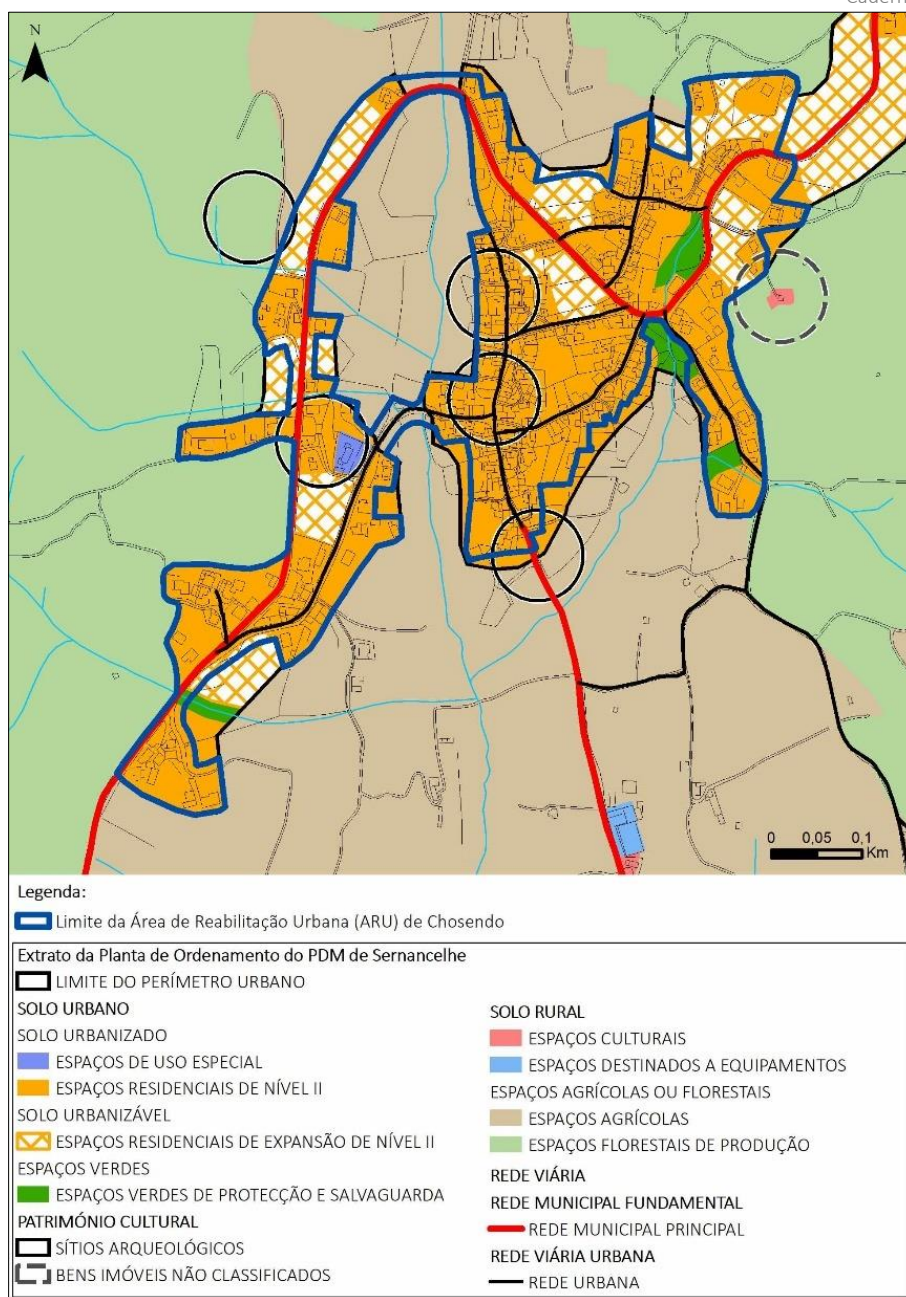 N
0 0,05 0,1
Km
Legenda:
Limite da Área de Reabilitação Urbana (ARU) de Chosendo
Extrato da Planta de Ordenamento do PDM de Sernancelhe
LIMITE DO PERÍMETRO URBANO
SOLO URBANO
SOLO URBANIZADO
ESPAÇOS DE USO ESPECIAL
ESPAÇOS RESIDENCIAIS DE NÍVEL II
SOLO URBANIZÁVEL
ESPAÇOS RESIDENCIAIS DE EXPANSÃO DE NÍVEL II
ESPAÇOS VERDES
ESPAÇOS VERDES DE PROTECÇÃO E SALVAGUARDA
PATRIMÓNIO CULTURAL
SÍTIOS ARQUEOLÓGICOS
BENS IMÓVEIS NÃO CLASSIFICADOS
SOLO RURAL
ESPAÇOS CULTURAIS
ESPAÇOS DESTINADOS A EQUIPAMENTOS
ESPAÇOS AGRÍCOLAS OU FLORESTAIS
ESPAÇOS AGRÍCOLAS
ESPAÇOS FLORESTAIS DE PRODUÇÃO
REDE VIÁRIA
REDE MUNICIPAL FUNDAMENTAL
REDE MUNICIPAL PRINCIPAL
REDE VIÁRIA URBANA
REDE URBANA